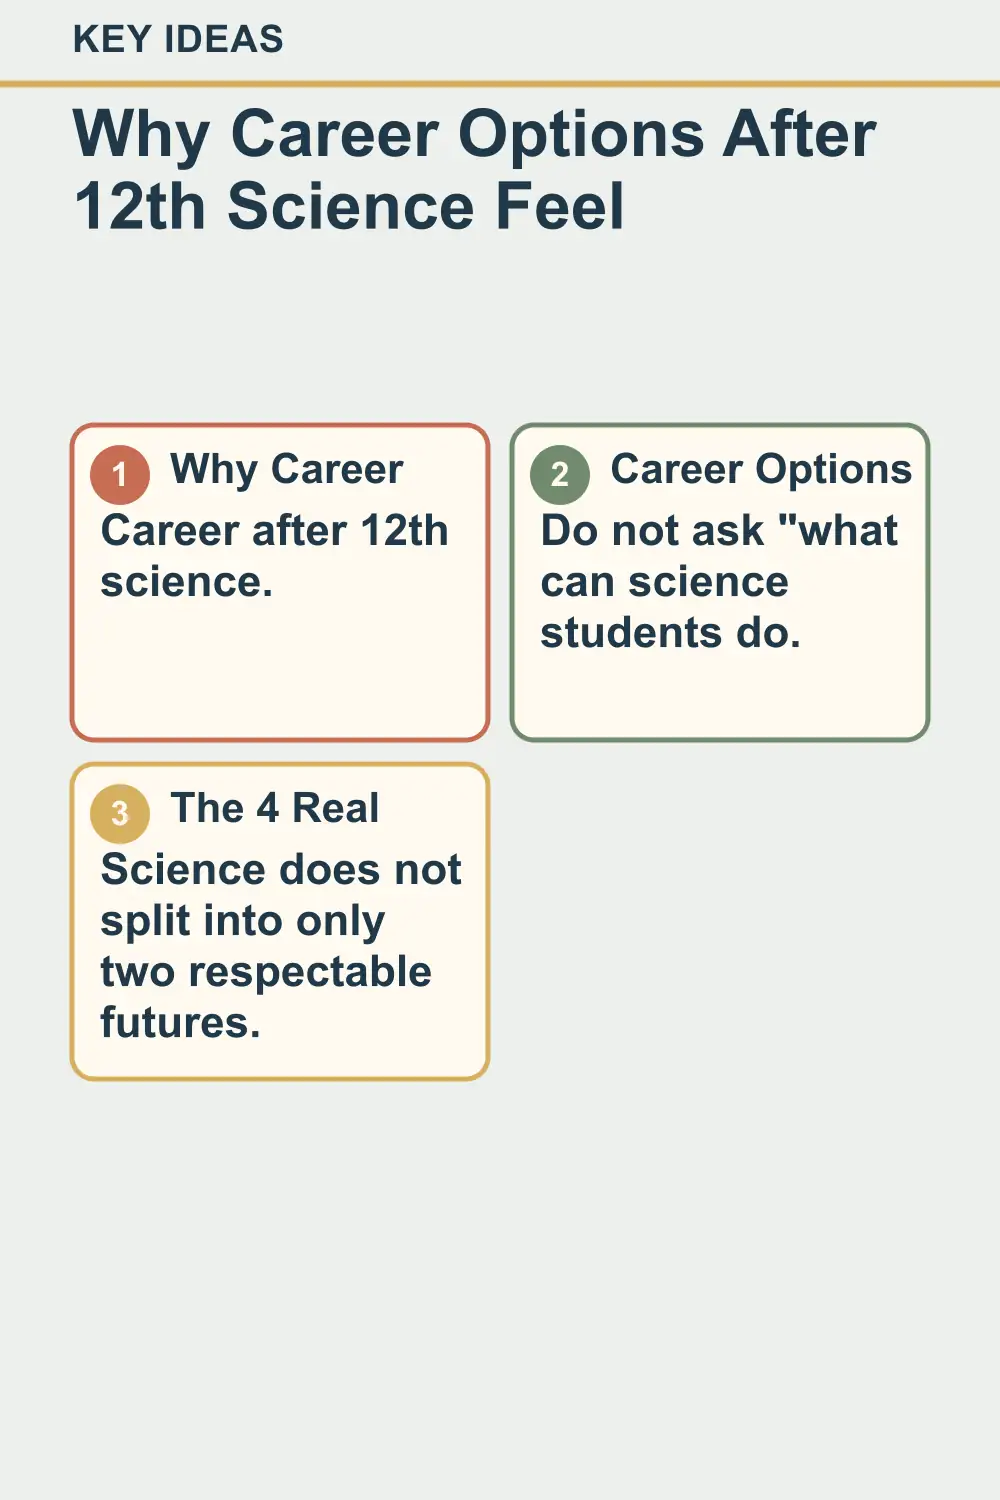 KEY IDEAS
Why Career Options After
12th Science Feel
1 Why Career
Career after 12th
science.
2 Career Options
Do not ask "what
can science
students do.
3 The 4 Real
Science does not
split into only
two respectable
futures.